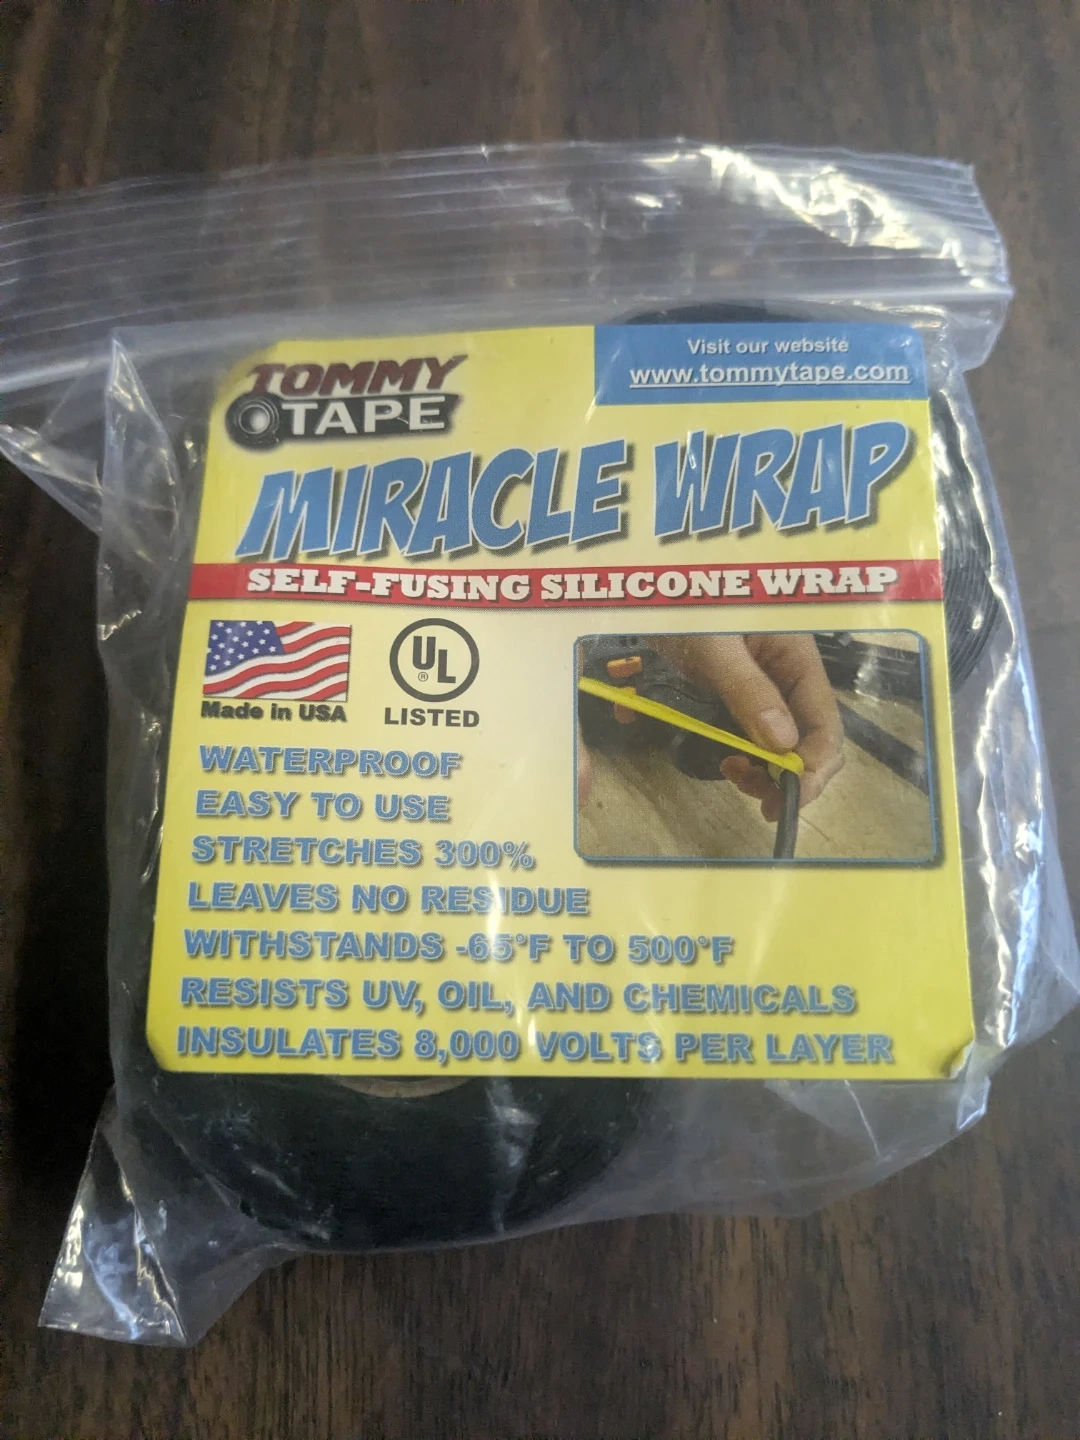 Visit our website
www.tommytape.com
TOMMY
TAPE
MIRACLE WRAP
SELF-FUSING SILICONE WRAP
Made in USA
UL
®
LISTED
WATERPROOF
EASY TO USE
STRETCHES 300%
LEAVES NO RESIDUE
WITHSTANDS -65°F TO 500°F
RESISTS UV, OIL, AND CHEMICALS
INSULATES 8,000 VOLTS PER LAYER